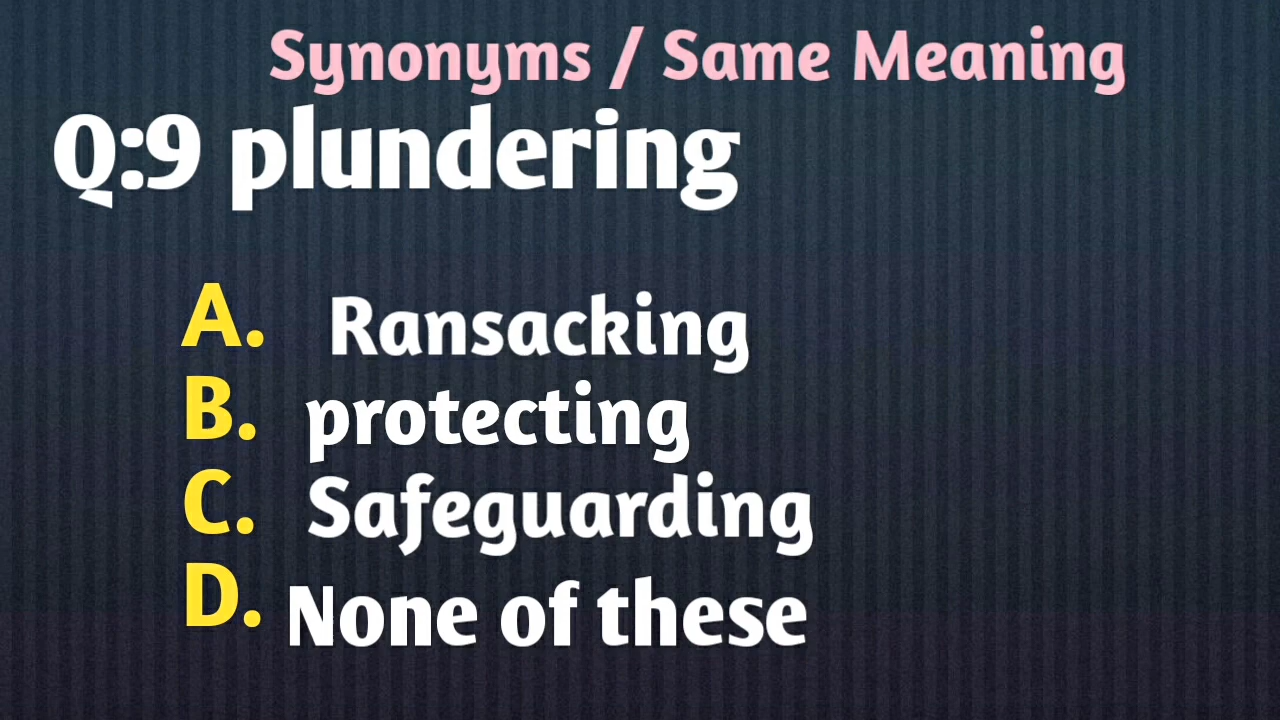 Synonyms / Same Meaning
Q:9 plundering
A. Ransacking
B. protecting
C. Safeguarding
D. None of these